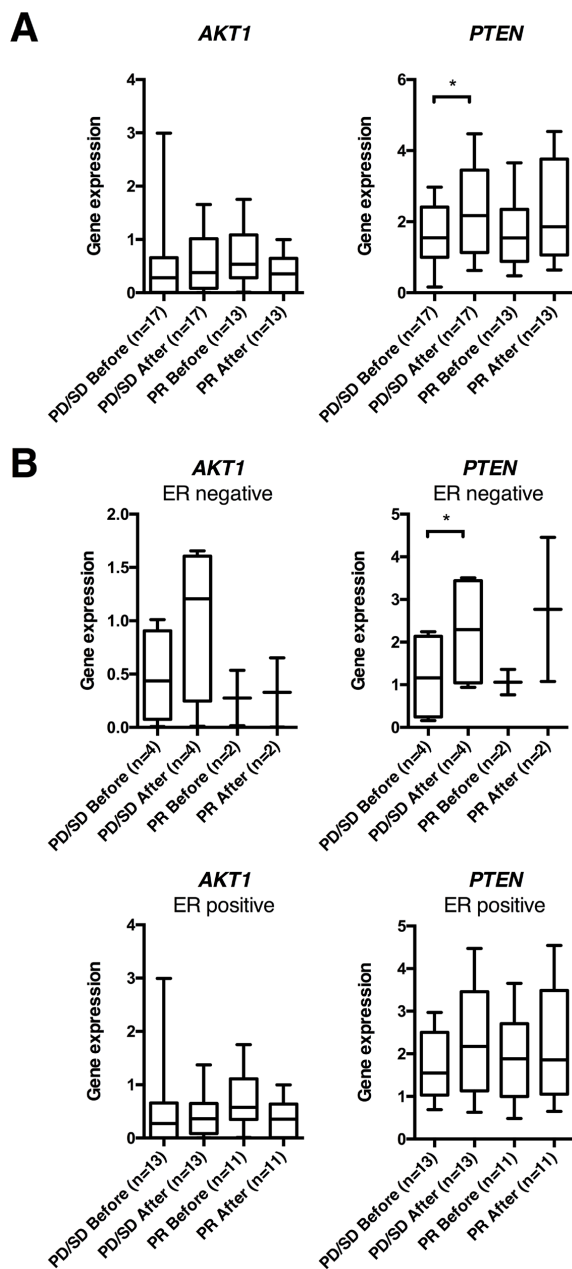 A
AKT1
PTEN
Gene expression
4
3
2
1
0
PD/SD Before (n=17)
PD/SD After (n=17)
PR Before (n=13)
PR After (n=13)
Gene expression
6
4
2
0
*
PD/SD Before (n=17)
PD/SD After (n=17)
PR Before (n=13)
PR After (n=13)
B
AKT1
ER negative
PTEN
ER negative
Gene expression
2.0
1.5
1.0
0.5
0.0
PD/SD Before (n=4)
PD/SD After (n=4)
PR Before (n=2)
PR After (n=2)
Gene expression
5
4
3
2
1
0
*
PD/SD Before (n=4)
PD/SD After (n=4)
PR Before (n=2)
PR After (n=2)
AKT1
ER positive
PTEN
ER positive
Gene expression
4
3
2
1
0
PD/SD Before (n=13)
PD/SD After (n=13)
PR Before (n=11)
PR After (n=11)
Gene expression
5
4
3
2
1
0
PD/SD Before (n=13)
PD/SD After (n=13)
PR Before (n=11)
PR After (n=11)